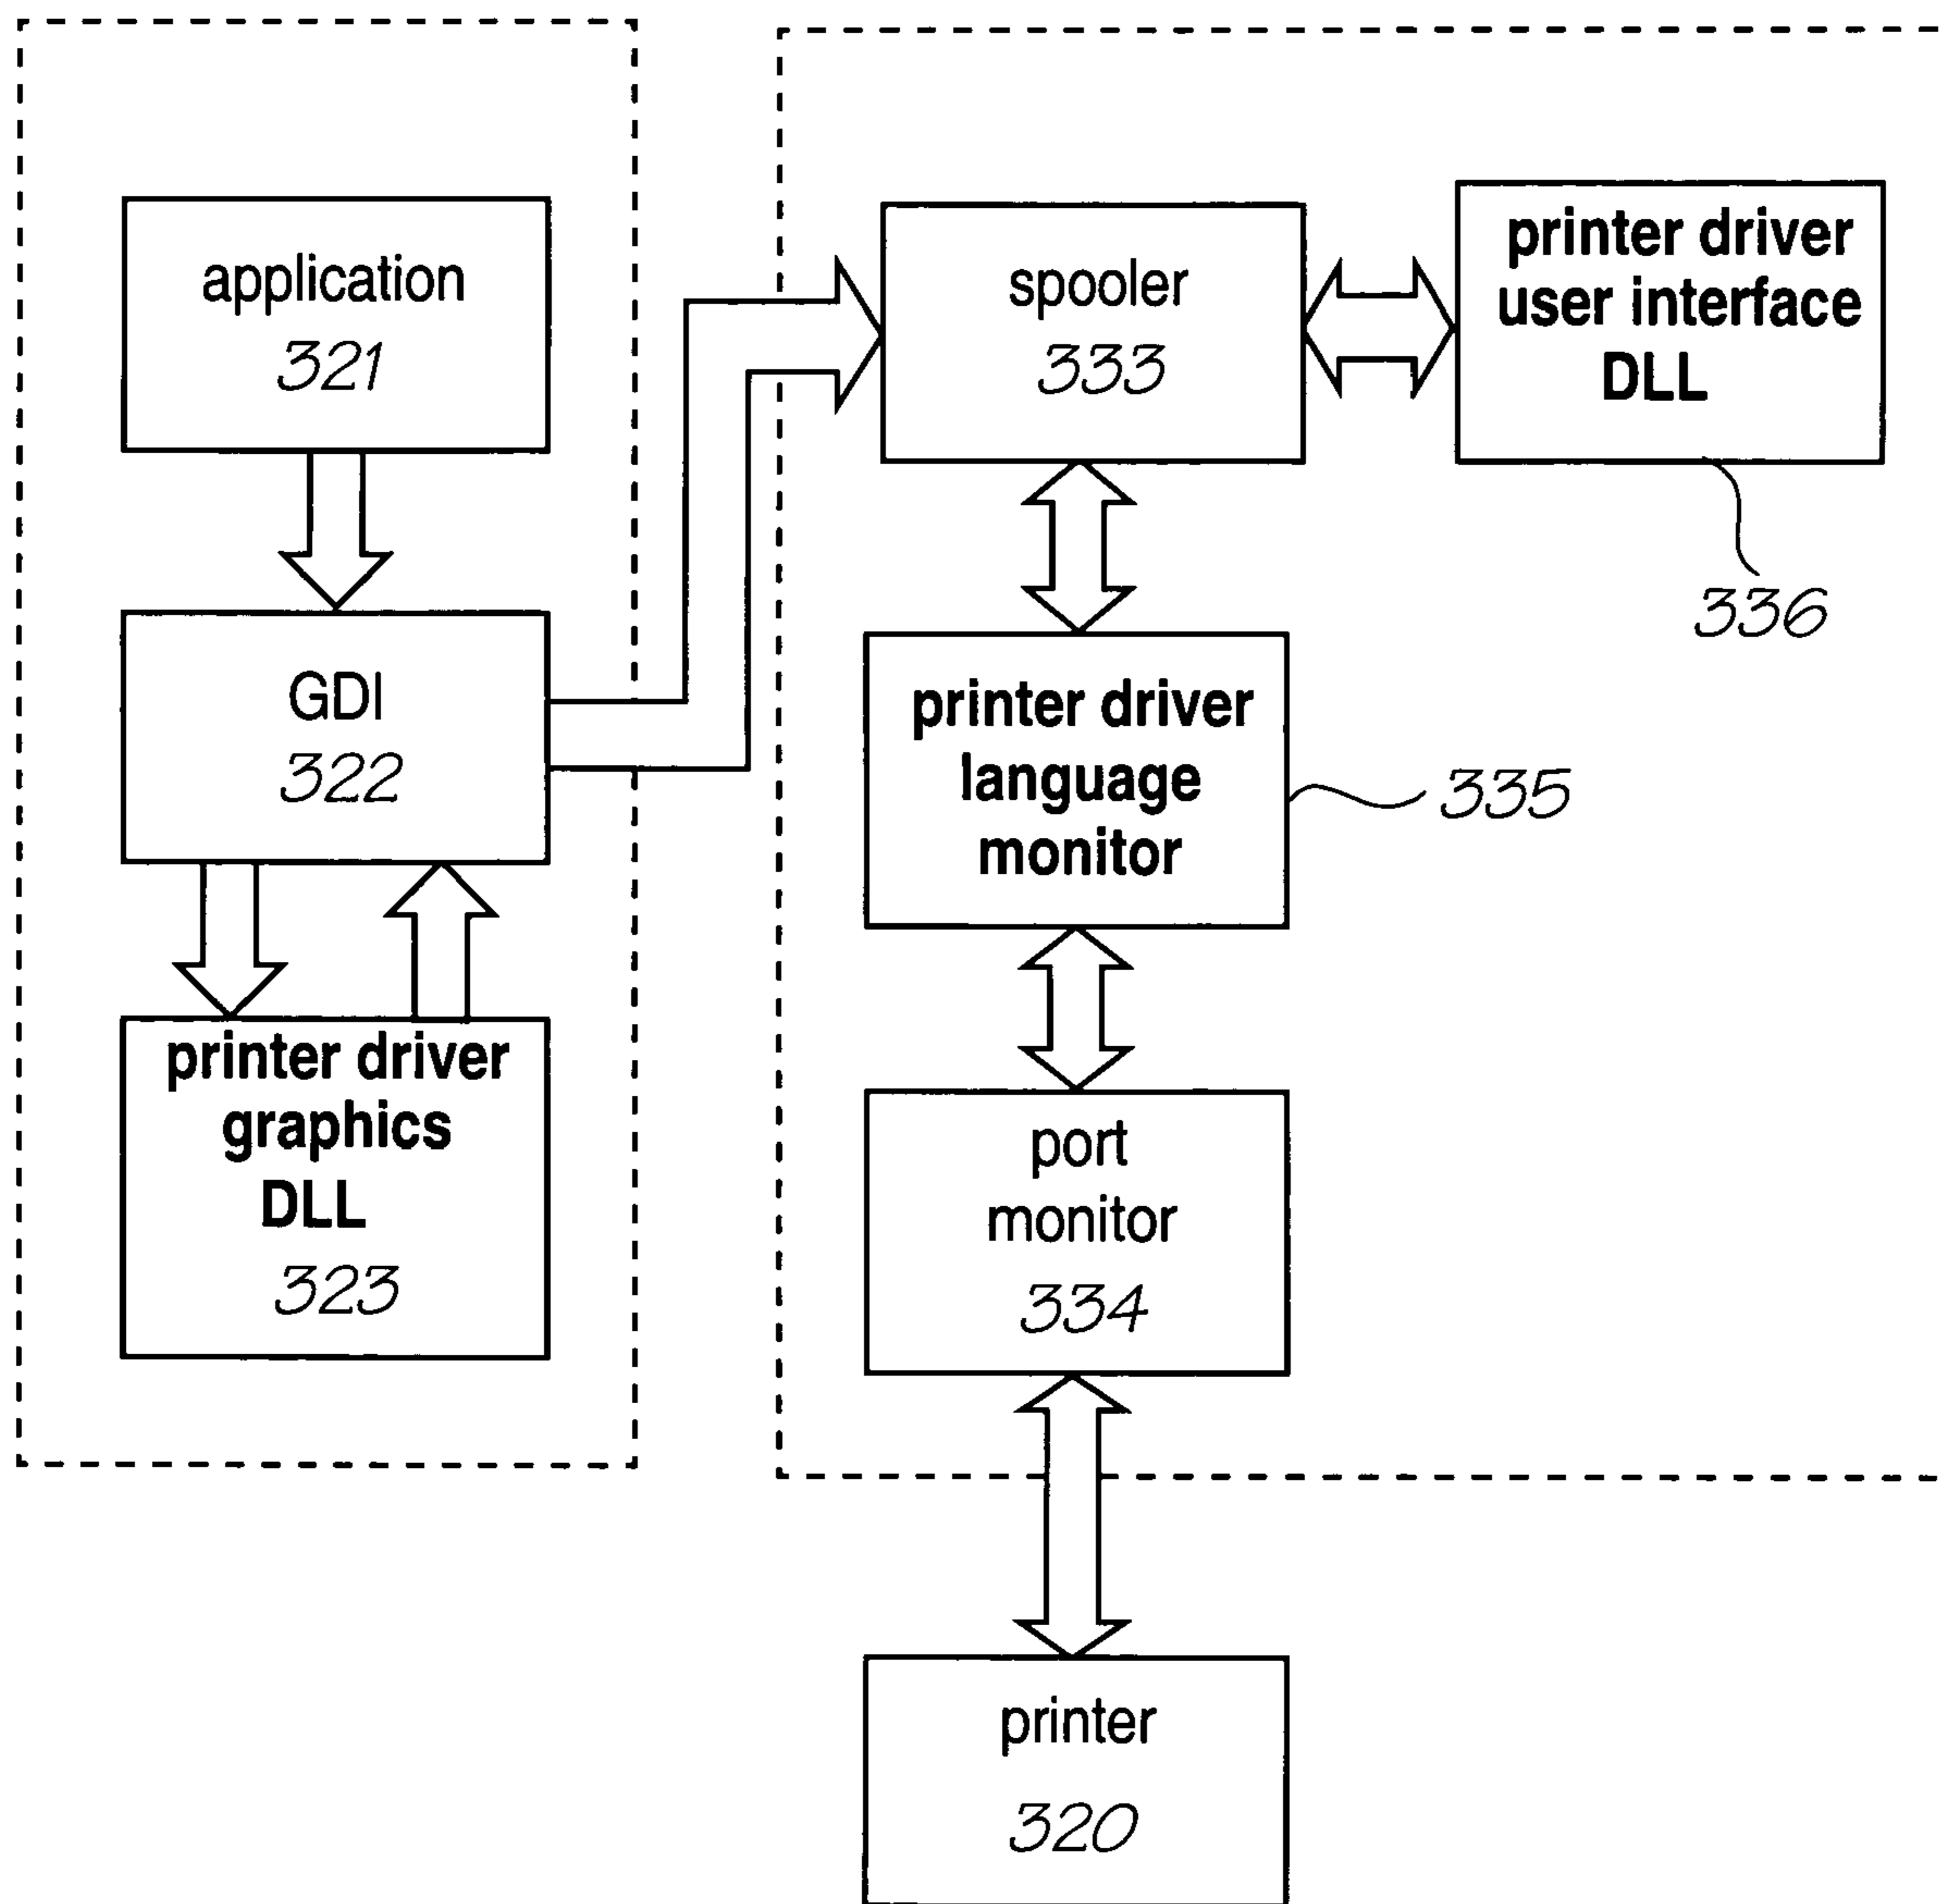 application
321
GDI
322
printer driver
graphics
DLL
323
spooler
333
printer driver
user interface
DLL
336
printer driver
language
monitor
335
port
monitor
334
printer
320